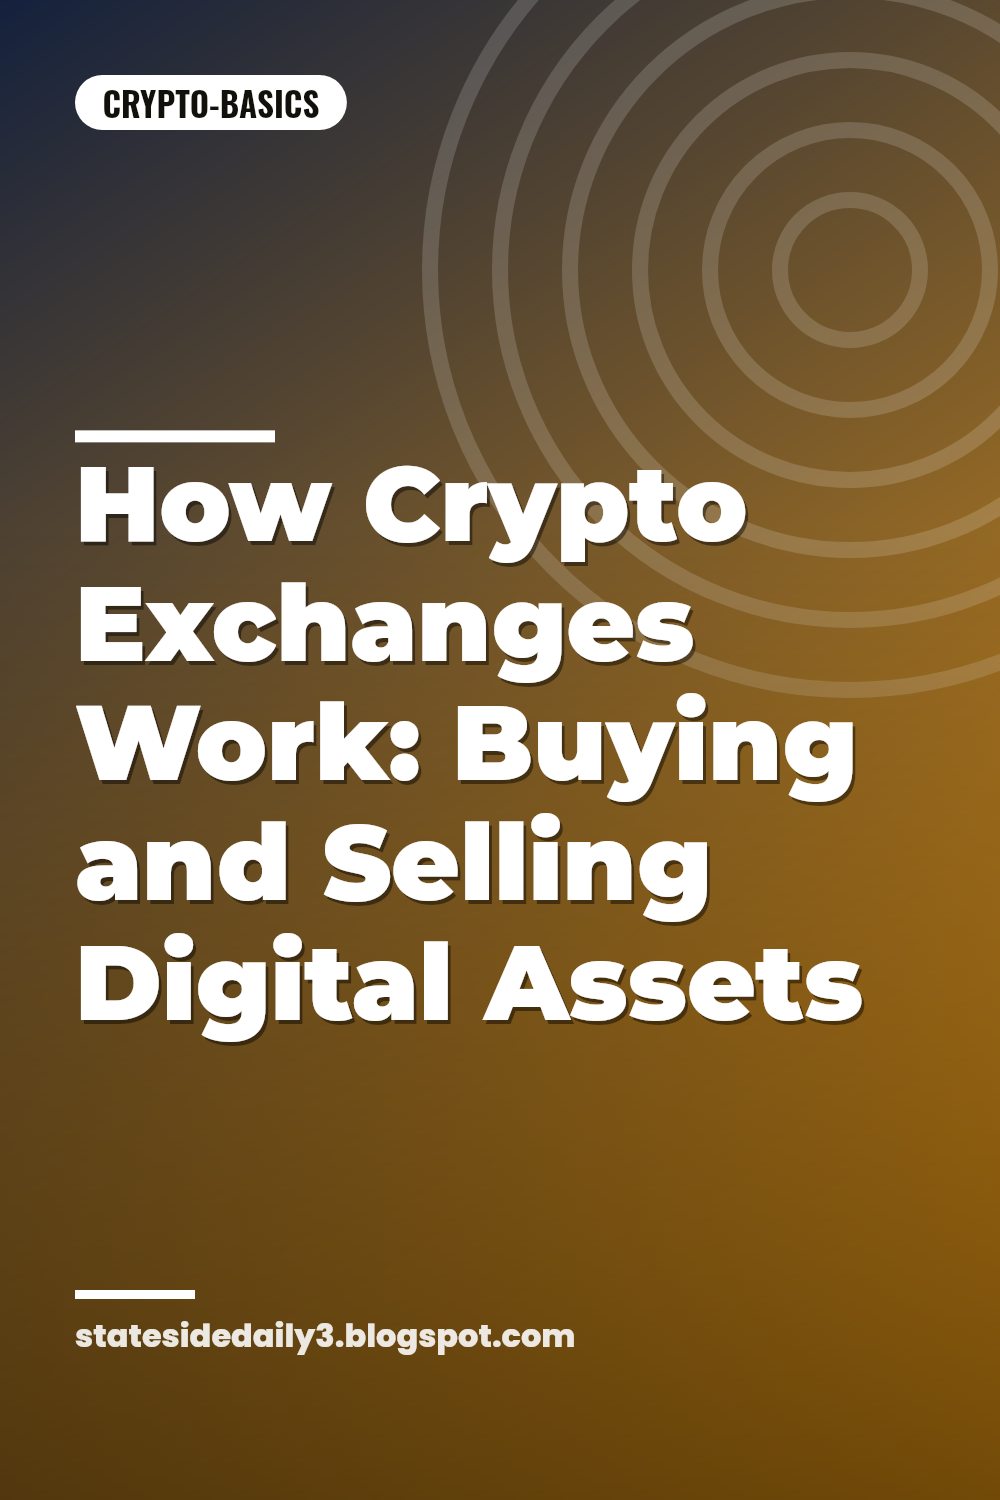 CRYPTO-BASICS
How Crypto
Exchanges
Work: Buying
and Selling
Digital Assets
statesidedaily3.blogspot.com